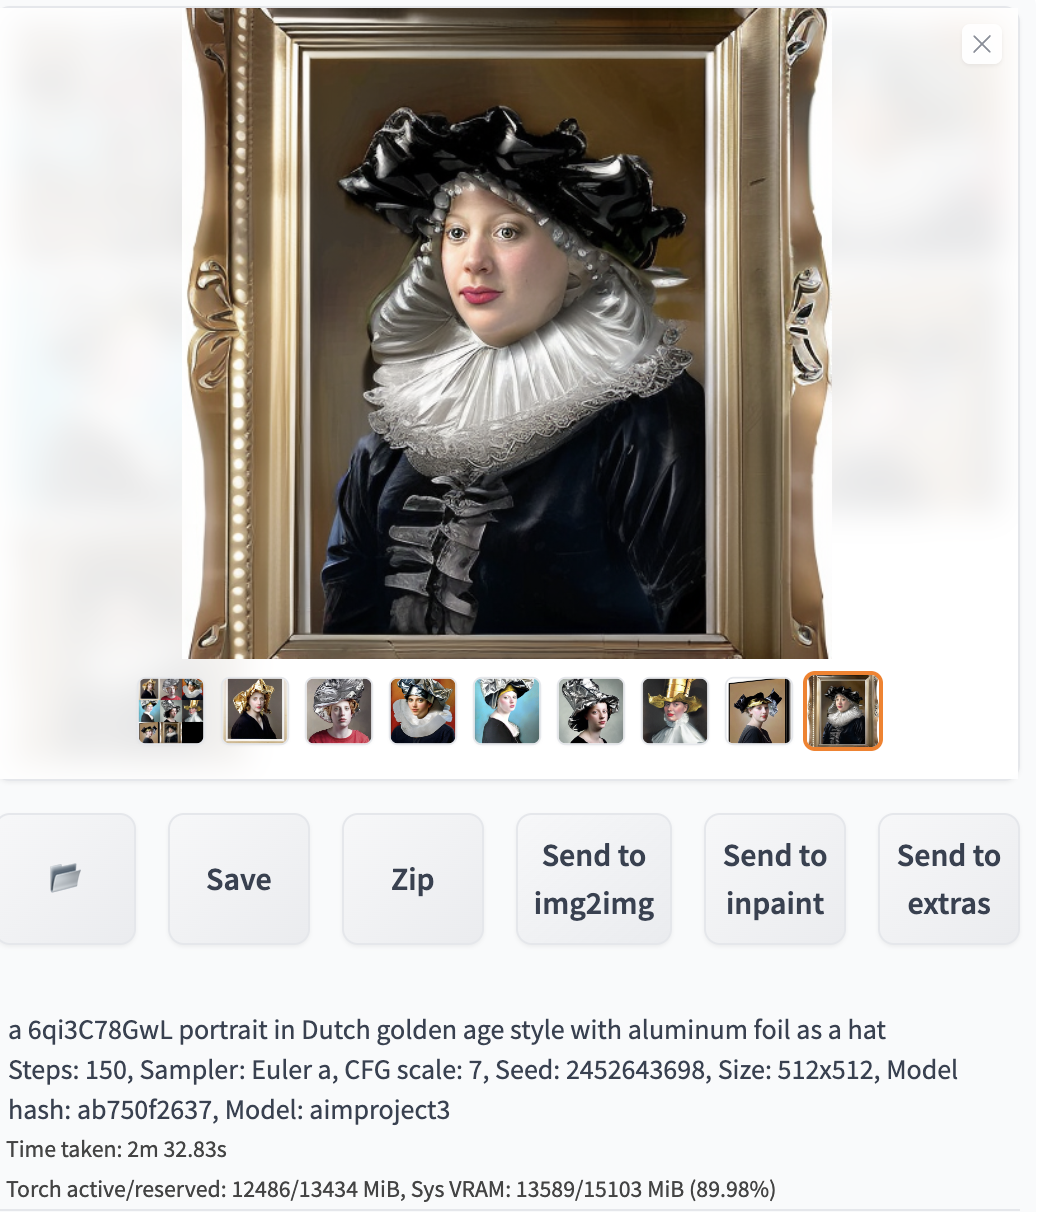 Save
Zip
Send to
img2img
Send to
inpaint
Send to
extras
a 6qi3C78GwL portrait in Dutch golden age style with aluminum foil as a hat
Steps: 150, Sampler: Euler a, CFG scale: 7, Seed: 2452643698, Size: 512x512, Model
hash: ab750f2637, Model: aimproject3
Time taken: 2m 32.83s
Torch active/reserved: 12486/13434 MiB, Sys VRAM: 13589/15103 MiB (89.98%)